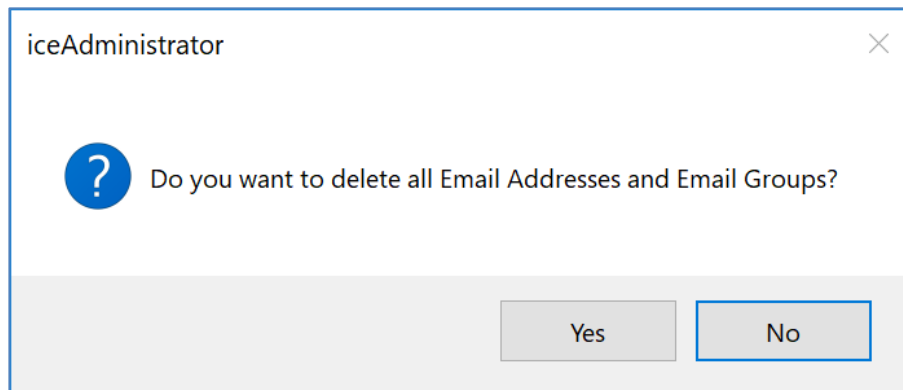 iceAdministrator
?
Do you want to delete all Email Addresses and Email Groups?
Yes
No